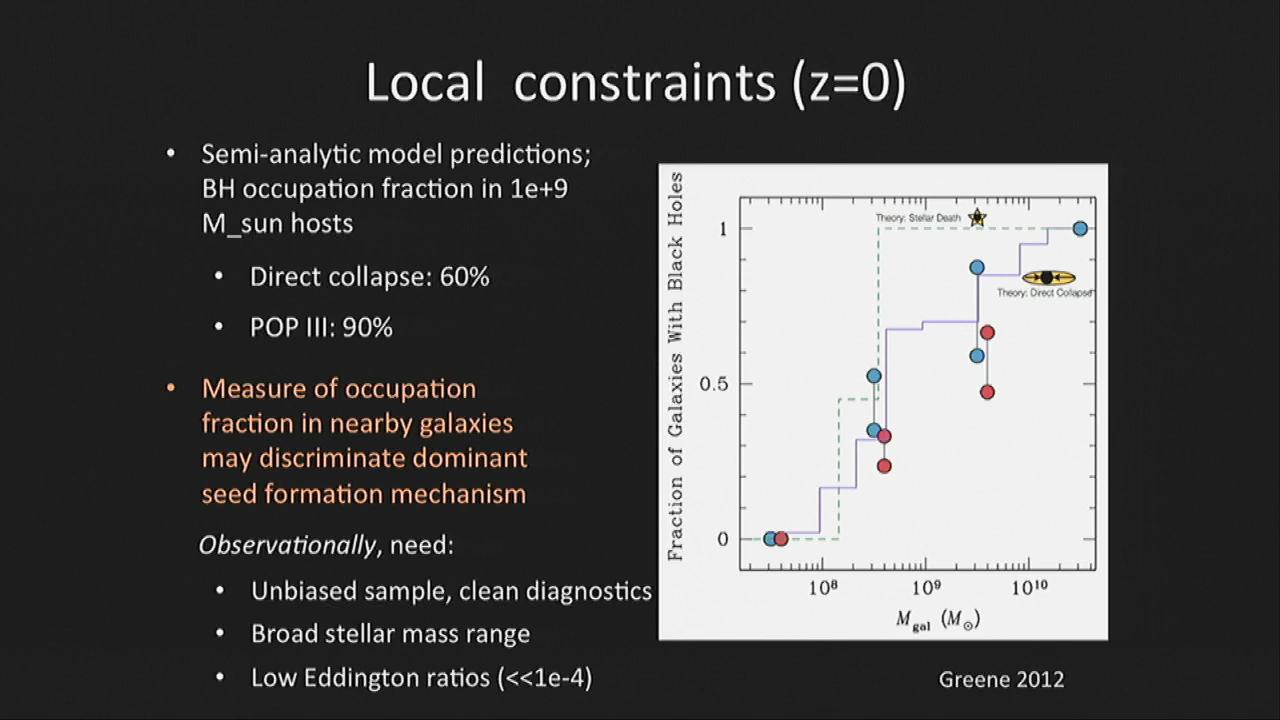 Local constraints (z=0)
• Semi-analytic model predictions;
BH occupation fraction in 1e+9
M_sun hosts
• Direct collapse: 60%
• POP III: 90%
• Measure of occupation
fraction in nearby galaxies
may discriminate dominant
seed formation mechanism
Observationally, need:
• Unbiased sample, clean diagnostics
• Broad stellar mass range
• Low Eddington ratios (<<1e-4)
Fraction of Galaxies With Black Holes
1
0.5
0
Theory: Stellar Death
Theory: Direct Collapse
10⁸ 10⁹ 10¹⁰
M_gal (M_☉)
Greene 2012